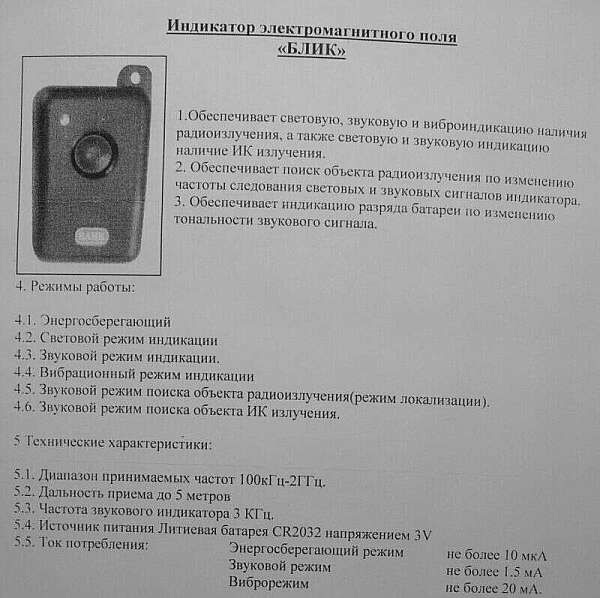 Индикатор электромагнитного поля
«БЛИК»
1.Обеспечивает световую, звуковую и виброиндикацию наличия
радиоизлучения, а также световую и звуковую индикацию
наличие ИК излучения.
2. Обеспечивает поиск объекта радиоизлучения по изменению
частоты следования световых и звуковых сигналов индикатора.
3. Обеспечивает индикацию разряда батареи по изменению
тональности звукового сигнала.
4. Режимы работы:
4.1. Энергосберегающий
4.2. Световой режим индикации
4.3. Звуковой режим индикации.
4.4. Вибрационный режим индикации
4.5. Звуковой режим поиска объекта радиоизлучения(режим локализации).
4.6. Звуковой режим поиска объекта ИК излучения.
5 Технические характеристики:
5.1. Диапазон принимаемых частот 100кГц-2ГГц.
5.2. Дальность приема до 5 метров
5.3. Частота звукового индикатора 3 КГц.
5.4. Источник питания Литиевая батарея CR2032 напряжением 3V
5.5. Ток потребления: Энергосберегающий режим не более 10 мкА
Звуковой режим не более 1.5 мА
Виброрежим не более 20 мА.